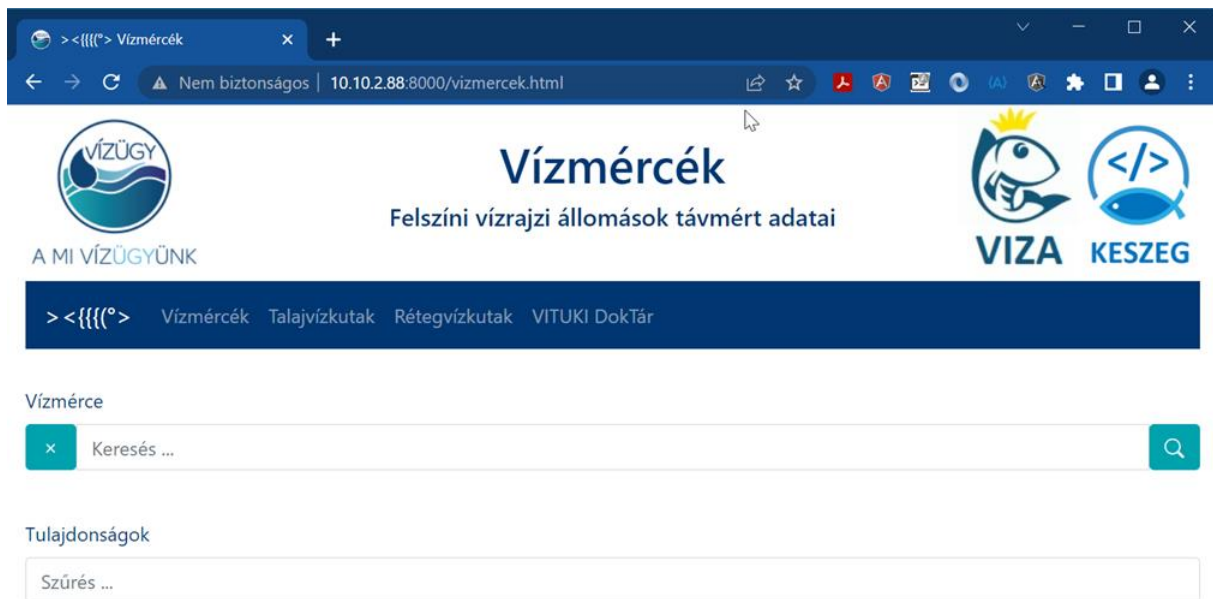 ><{{{(°> Vízmércék
Nem biztonságos | 10.10.2.88:8000/vizmercek.html
VÍZÜGY
A MI VÍZÜGYÜNK
Vízmércék
Felszíni vízrajzi állomások távmért adatai
VIZA
</>
KESZEG
><{{{(°> Vízmércék Talajvízkutak Rétegvízkutak VITUKI DokTár
Vízmérce
× Keresés ...
Tulajdonságok
Szűrés ...